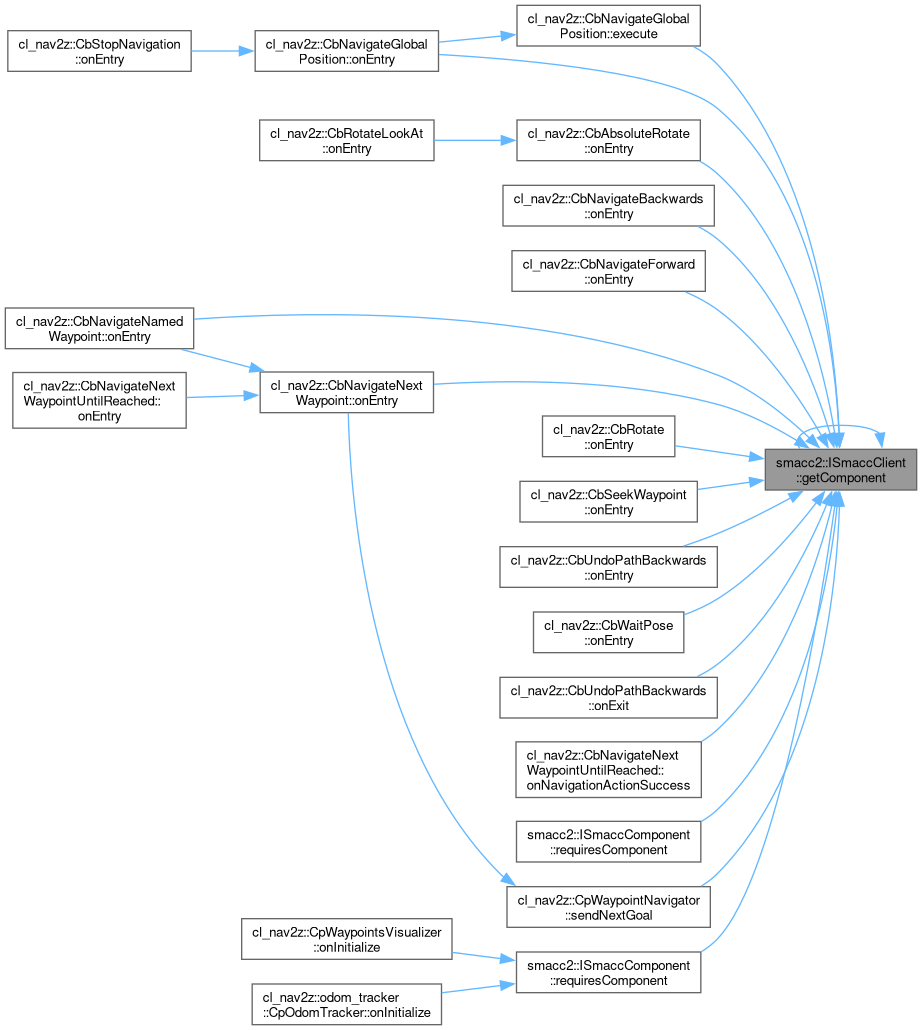 cl_nav2z::CbStopNavigation
::onEntry
cl_nav2z::CbNavigateGlobal
Position::onEntry
cl_nav2z::CbNavigateGlobal
Position::execute
cl_nav2z::CbRotateLookAt
::onEntry
cl_nav2z::CbAbsoluteRotate
::onEntry
cl_nav2z::CbNavigateBackwards
::onEntry
cl_nav2z::CbNavigateForward
::onEntry
cl_nav2z::CbNavigateNamed
Waypoint::onEntry
cl_nav2z::CbNavigateNext
WaypointUntilReached::
onEntry
cl_nav2z::CbNavigateNext
Waypoint::onEntry
cl_nav2z::CbRotate
::onEntry
smacc2::ISmaccClient
::getComponent
cl_nav2z::CbSeekWaypoint
::onEntry
cl_nav2z::CbUndoPathBackwards
::onEntry
cl_nav2z::CbWaitPose
::onEntry
cl_nav2z::CbUndoPathBackwards
::onExit
cl_nav2z::CbNavigateNext
WaypointUntilReached::
onNavigationActionSuccess
smacc2::ISmaccComponent
::requiresComponent
cl_nav2z::CpWaypointNavigator
::sendNextGoal
cl_nav2z::CpWaypointsVisualizer
::onInitialize
smacc2::ISmaccComponent
::requiresComponent
cl_nav2z::odom_tracker
::CpOdomTracker::onInitialize